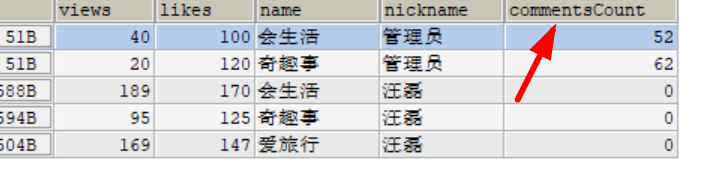 views likes name nickname commentsCount
51B 40 100 会生活 管理员 52
51B 20 120 奇趣事 管理员 62
588B 189 170 会生活 汪磊 0
594B 95 125 奇趣事 汪磊 0
504B 169 147 爱旅行 汪磊 0